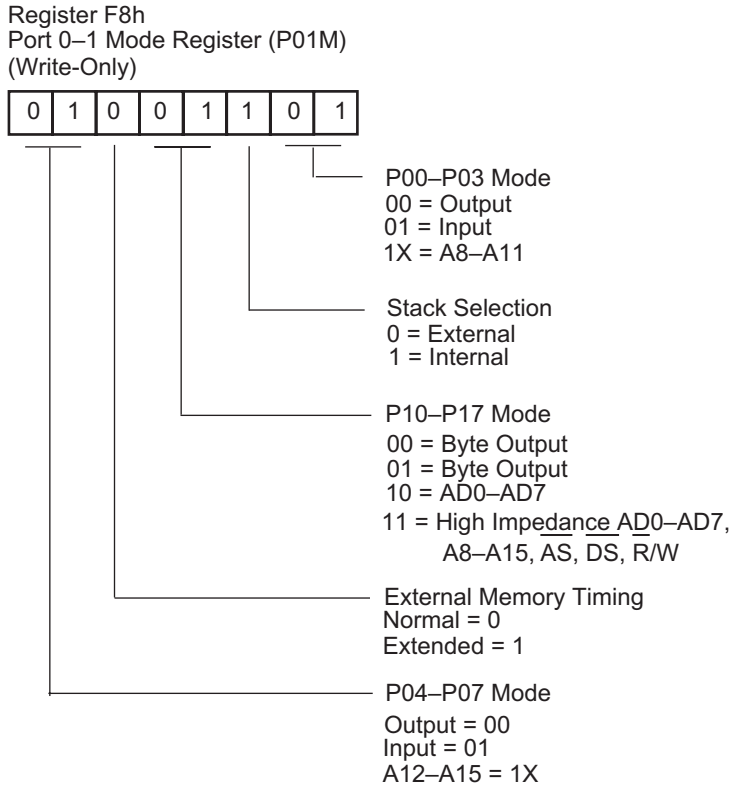 Register F8h
Port 0–1 Mode Register (P01M)
(Write-Only)
0 1 0 0 1 1 0 1
P00–P03 Mode
00 = Output
01 = Input
1X = A8–A11
Stack Selection
0 = External
1 = Internal
P10–P17 Mode
00 = Byte Output
01 = Byte Output
10 = AD0–AD7
11 = High Impedance AD0–AD7,
A8–A15, A̅S̅, D̅S̅, R̅/W
External Memory Timing
Normal = 0
Extended = 1
P04–P07 Mode
Output = 00
Input = 01
A12–A15 = 1X